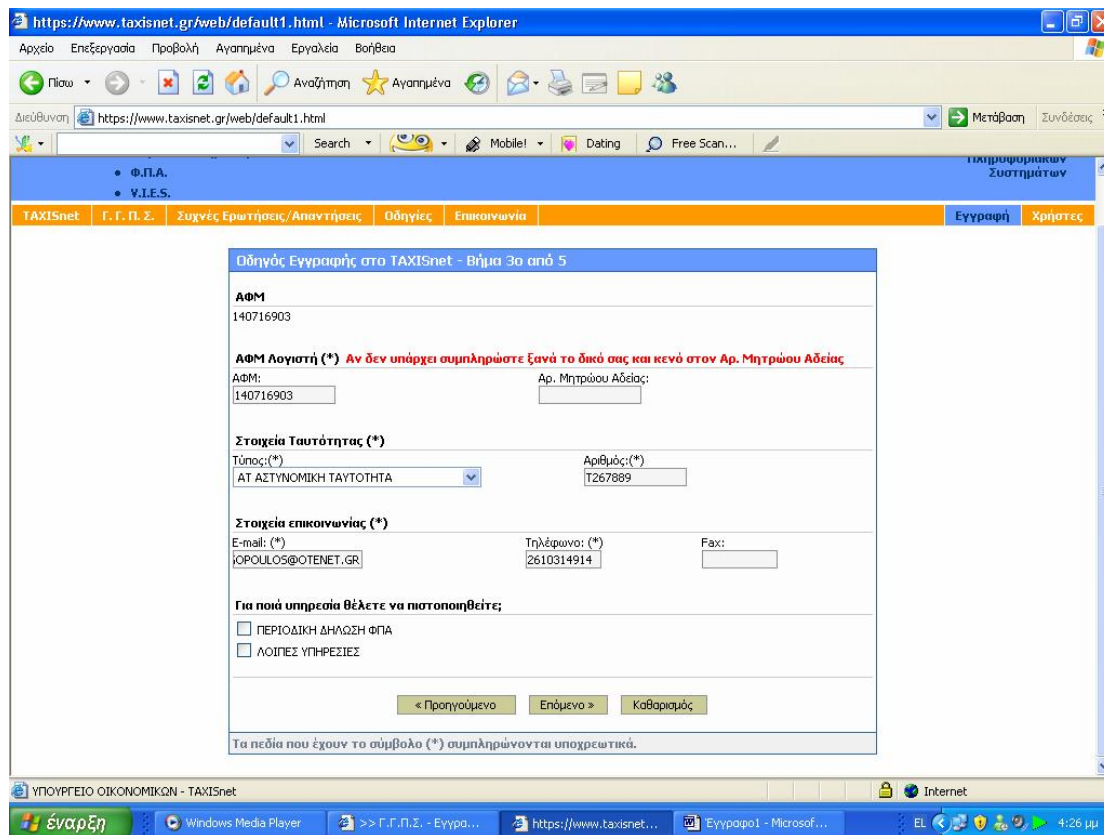 https://www.taxisnet.gr/web/default1.html - Microsoft Internet Explorer
Αρχείο Επεξεργασία Προβολή Αγαπημένα Εργαλεία Βοήθεια
Πίσω Αναζήτηση Αγαπημένα
Διεύθυνση https://www.taxisnet.gr/web/default1.html Μετάβαση Συνδέσεις
Search Mobile! Dating Free Scan...
Πληροφοριακών
• Φ.Π.Α. Συστημάτων
• V.I.E.S.
TAXISnet Γ. Γ. Π. Σ. Συχνές Ερωτήσεις/Απαντήσεις Οδηγίες Επικοινωνία Εγγραφή Χρήστες
Οδηγός Εγγραφής στο TAXISnet - Βήμα 3ο από 5
ΑΦΜ
140716903
ΑΦΜ Λογιστή (*) Αν δεν υπάρχει συμπληρώστε ξανά το δικό σας και κενό στον Αρ. Μητρώου Αδείας
ΑΦΜ: Αρ. Μητρώου Αδείας:
140716903
Στοιχεία Ταυτότητας (*)
Τύπος:(*) Αριθμός:(*)
ΑΤ ΑΣΤΥΝΟΜΙΚΗ ΤΑΥΤΟΤΗΤΑ T267889
Στοιχεία επικοινωνίας (*)
E-mail: (*) Τηλέφωνο: (*) Fax:
OPOULOS@OTENET.GR 2610314914
Για ποιά υπηρεσία θέλετε να πιστοποιηθείτε;
ΠΕΡΙΟΔΙΚΗ ΔΗΛΩΣΗ ΦΠΑ
ΛΟΙΠΕΣ ΥΠΗΡΕΣΙΕΣ
« Προηγούμενο Επόμενο » Καθαρισμός
Τα πεδία που έχουν το σύμβολο (*) συμπληρώνονται υποχρεωτικά.
ΥΠΟΥΡΓΕΙΟ ΟΙΚΟΝΟΜΙΚΩΝ - TAXISnet Internet
έναρξη Windows Media Player >> Γ.Γ.Π.Σ. - Εγγρα... https://www.taxisnet... Έγγραφο1 - Microsof... EL 4:26 μμ